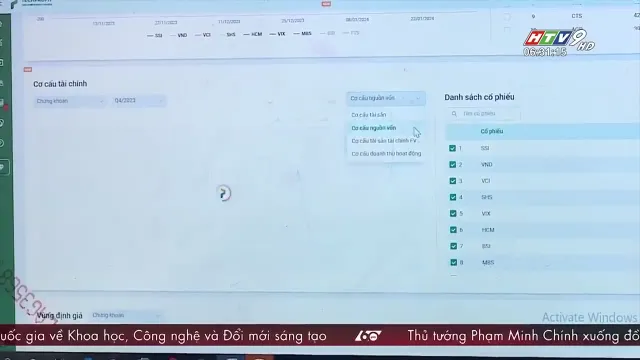 13/11/2023 27/11/2023 11/12/2023 25/12/2023 08/01/2024 22/01/2024
SSI VND VCI SHS HCM VIX MBS BSI FTS
9 CTS
HTV9 HD
06:31:15
Cơ cấu tài chính
Chứng khoán Q4/2023
Cơ cấu nguồn vốn
Cơ cấu tài sản
Cơ cấu nguồn vốn
Cơ cấu tài sản tài chính FV...
Cơ cấu doanh thu hoạt động
Danh sách cổ phiếu
Tìm cổ phiếu
Cổ phiếu
1 SSI
2 VND
3 VCI
4 SHS
5 VIX
6 HCM
7 BSI
8 MBS
Vùng định giá Chứng khoán
Activate Windows
uốc gia về Khoa học, Công nghệ và Đổi mới sáng tạo Thủ tướng Phạm Minh Chính xuống đồ